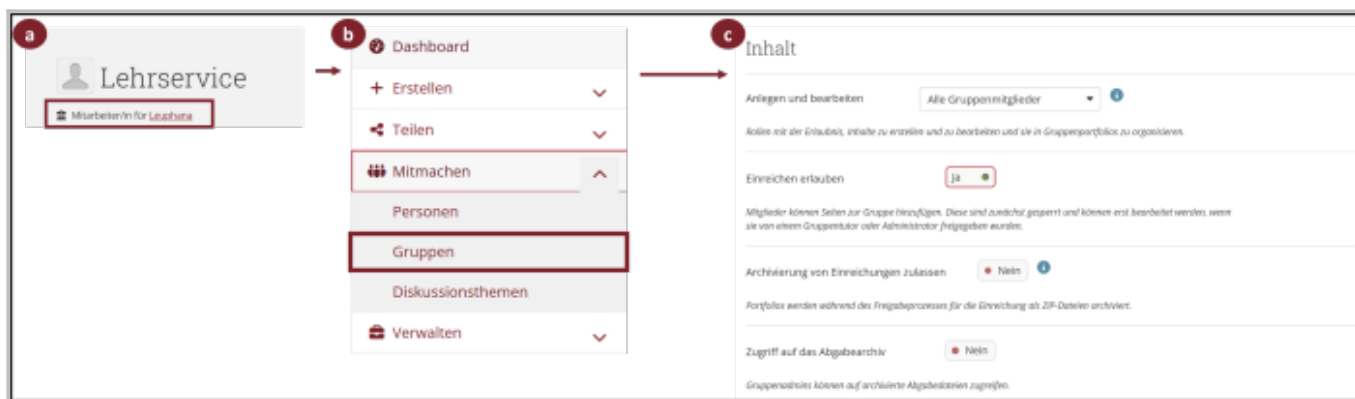 a
Lehrservice
Mitarbeiter/in für Leuphana
b
Dashboard
Erstellen
Teilen
Mitmachen
Personen
Gruppen
Diskussionsthemen
Verwalten
c
Inhalt
Anlegen und bearbeiten Alle Gruppenmitglieder
Rollen mit der Erlaubnis, Inhalte zu erstellen und zu bearbeiten und sie in Gruppenportfolios zu organisieren.
Einreichen erlauben Ja
Mitglieder können Seiten zur Gruppe hinzufügen. Diese sind zunächst gesperrt und können erst bearbeitet werden, wenn
sie von einem Gruppentutor oder Administrator freigegeben wurden.
Archivierung von Einreichungen zulassen Nein
Portfolios werden während des Freigabeprozesses für die Einreichung als ZIP-Dateien archiviert.
Zugriff auf das Abgabearchiv Nein
Gruppenadmins können auf archivierte Abgabedateien zugreifen.